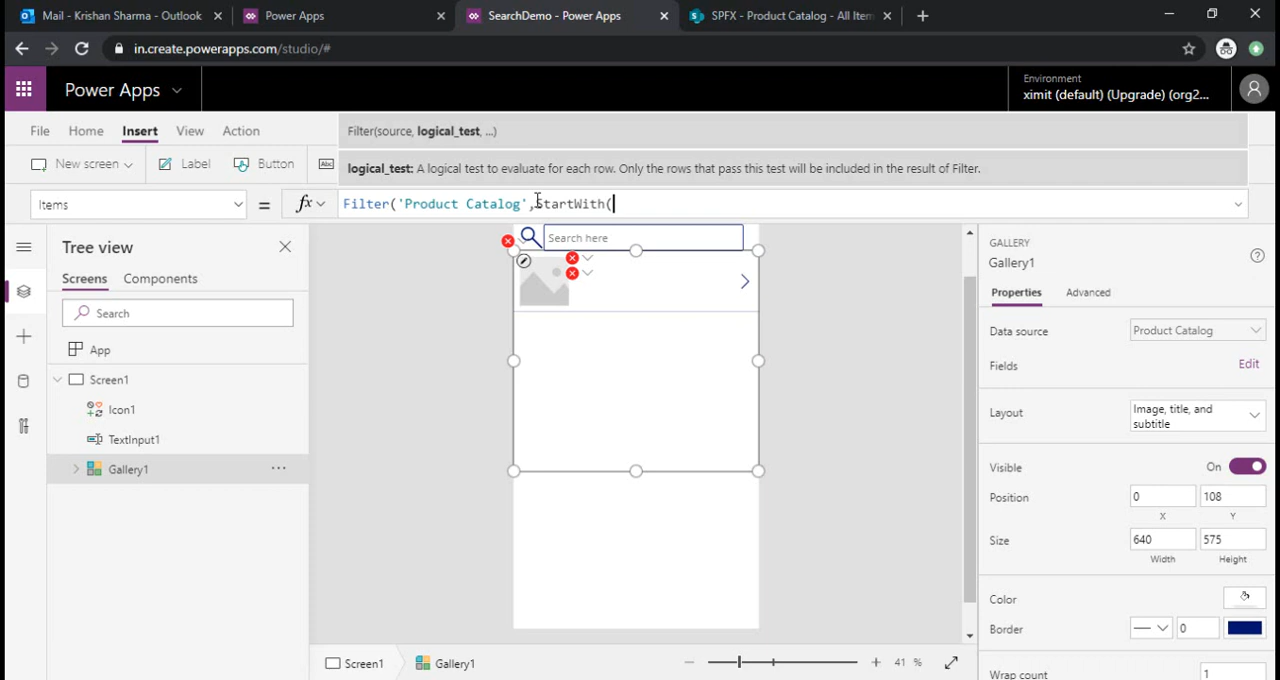 Mail - Krishan Sharma - Outlook
Power Apps
SearchDemo - Power Apps
SPFX - Product Catalog - All Item
in.create.powerapps.com/studio/#
Power Apps
Environment
ximit (default) (Upgrade) (org2...
File
Home
Insert
View
Action
Filter(source, logical_test, ...)
New screen
Label
Button
Abc
logical_test: A logical test to evaluate for each row. Only the rows that pass this test will be included in the result of Filter.
Items
=
fx
Filter('Product Catalog',StartWith(
Tree view
Screens
Components
Search
App
Screen1
Icon1
TextInput1
Gallery1
Search here
GALLERY
Gallery1
Properties
Advanced
Data source
Product Catalog
Fields
Edit
Layout
Image, title, and
subtitle
Visible
On
Position
0
108
X
Y
Size
640
575
Width
Height
Color
Border
0
Wrap count
1
Screen1
Gallery1
41 %